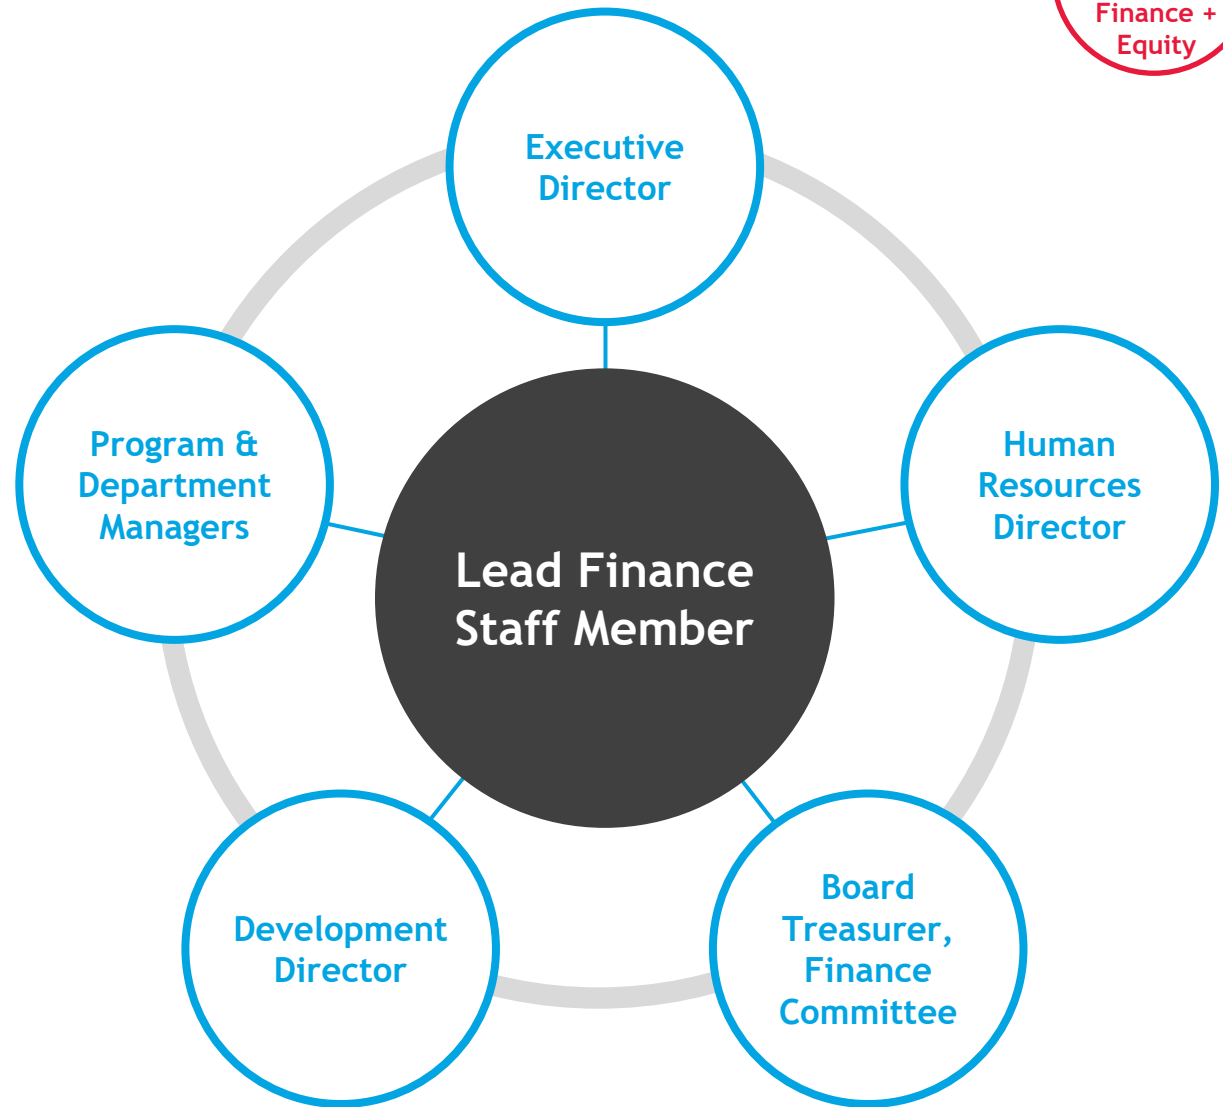 Finance +
Equity
Executive
Director
Program &
Department
Managers
Human
Resources
Director
Lead Finance
Staff Member
Development
Director
Board
Treasurer,
Finance
Committee